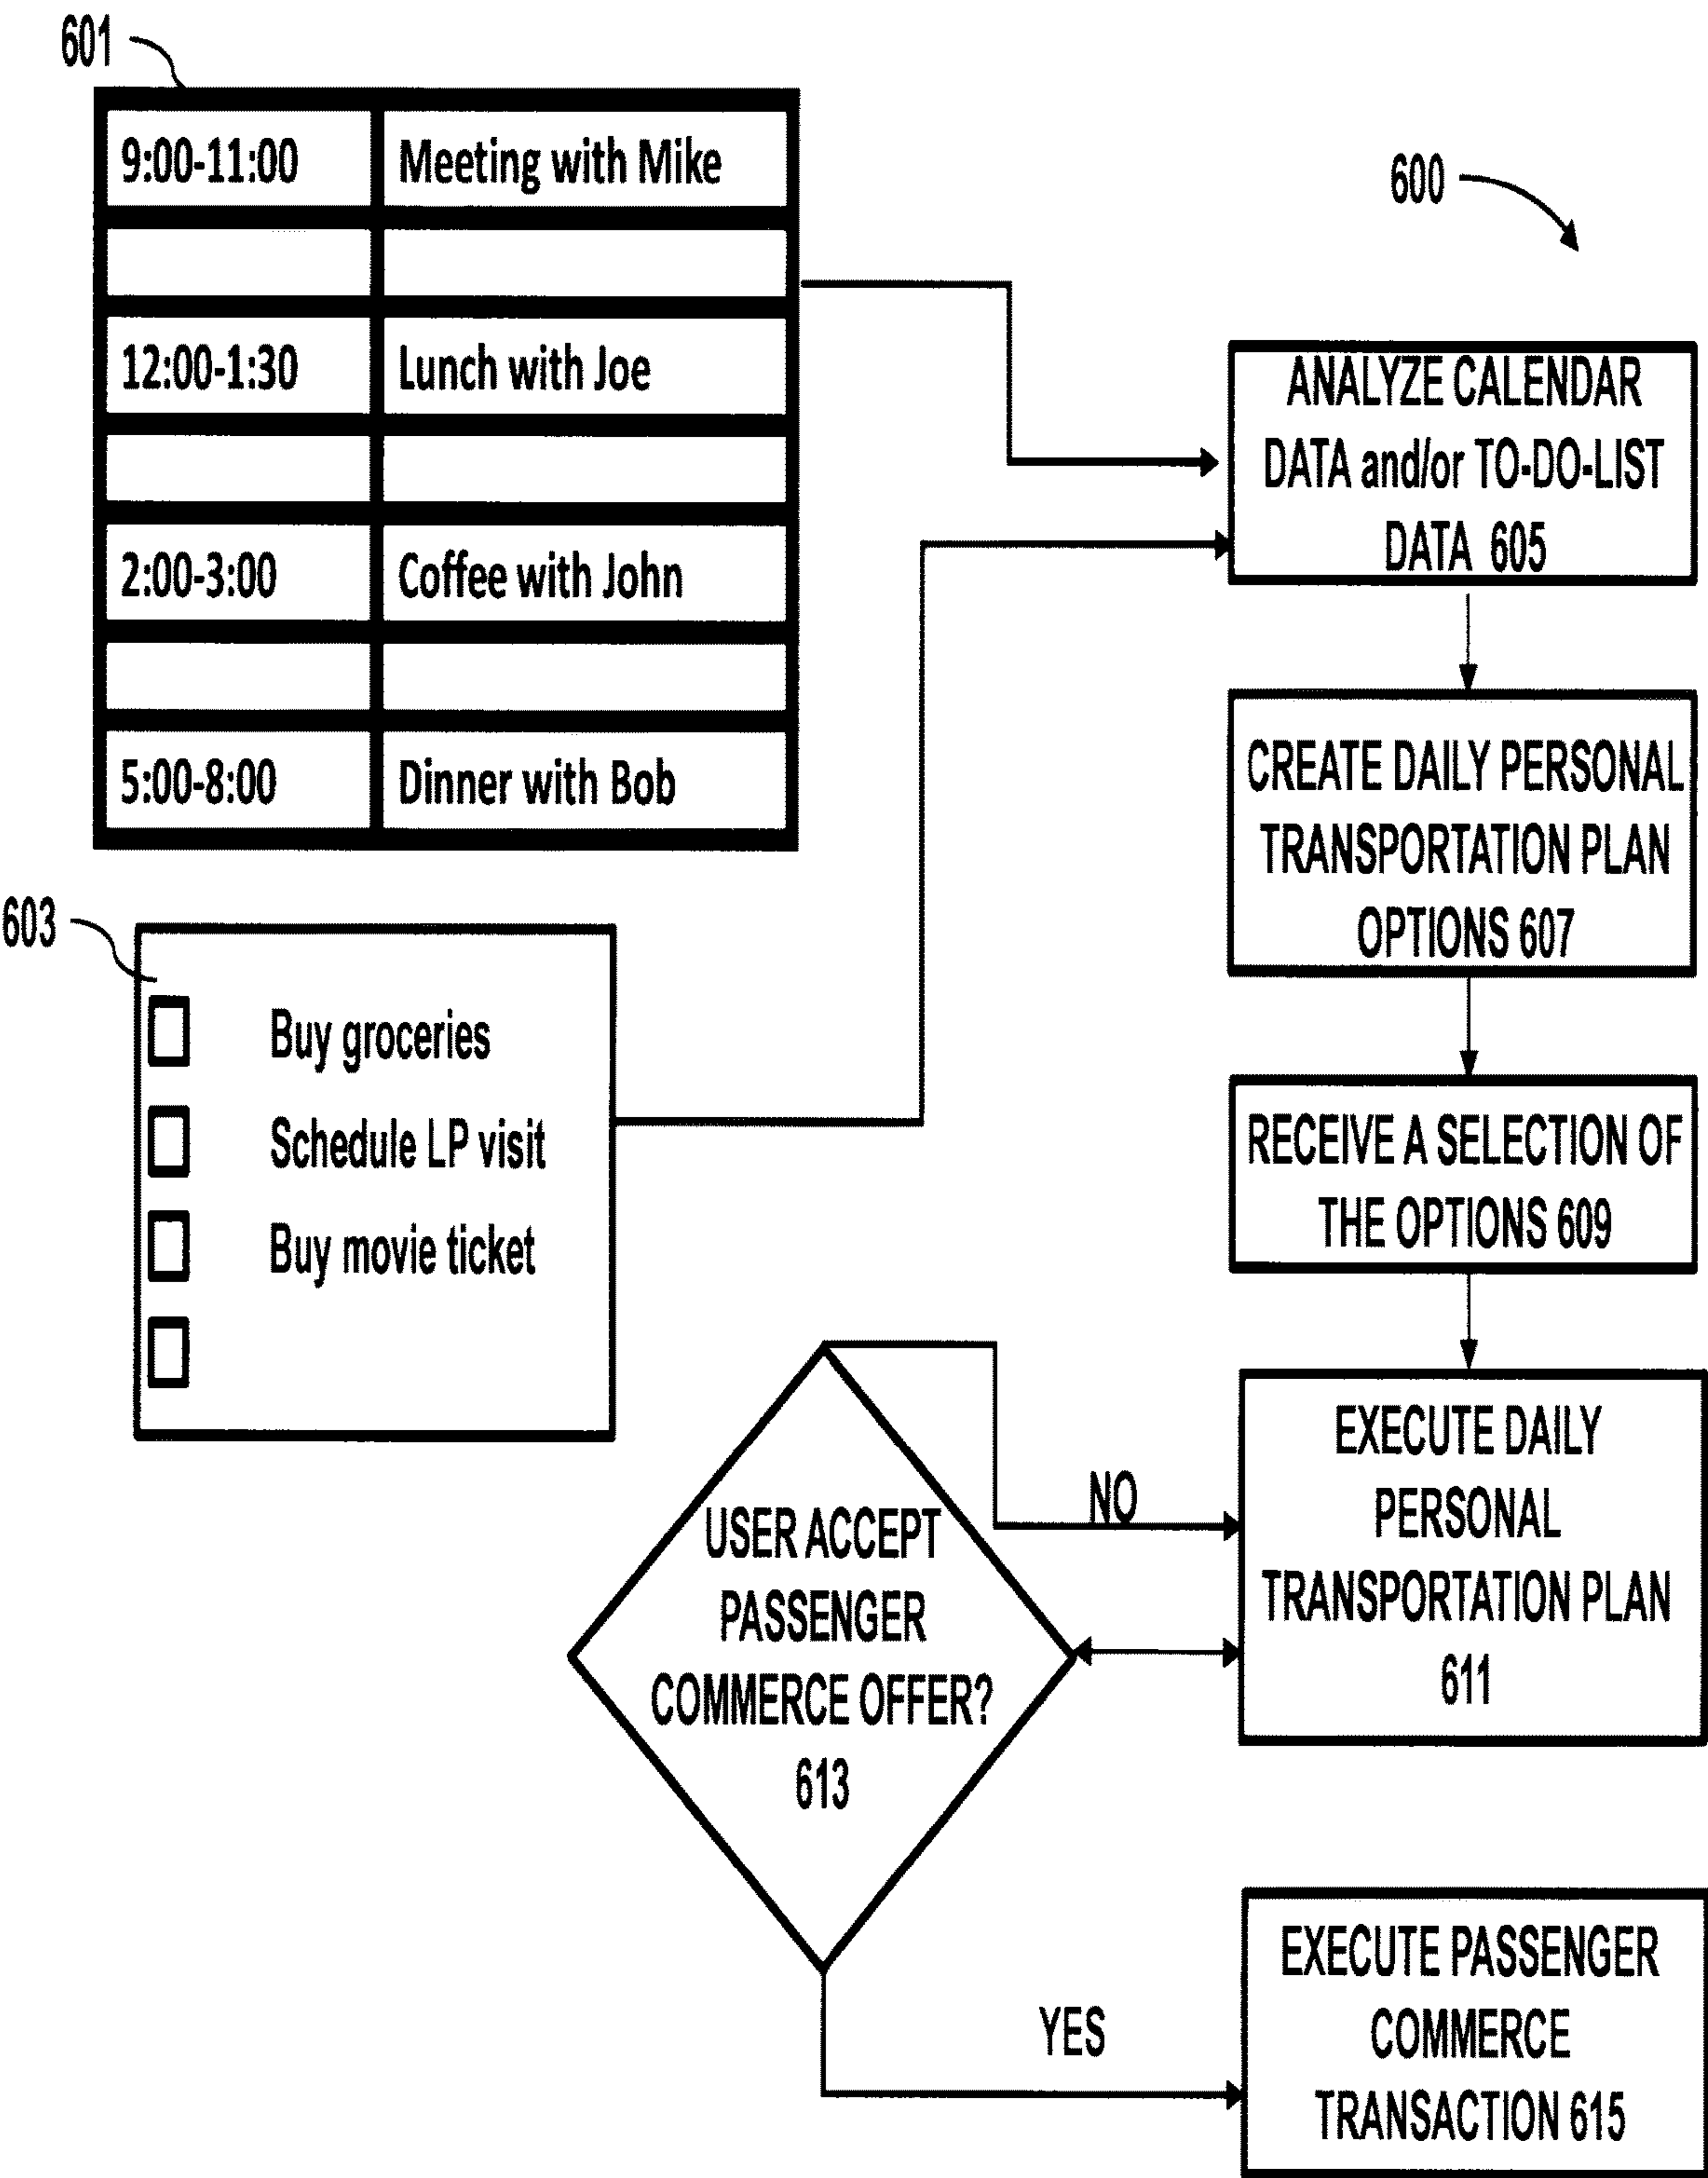 601
9:00-11:00 Meeting with Mike
12:00-1:30 Lunch with Joe
2:00-3:00 Coffee with John
5:00-8:00 Dinner with Bob
600
ANALYZE CALENDAR
DATA and/or TO-DO-LIST
DATA 605
CREATE DAILY PERSONAL
TRANSPORTATION PLAN
OPTIONS 607
603
Buy groceries
Schedule LP visit
Buy movie ticket
RECEIVE A SELECTION OF
THE OPTIONS 609
EXECUTE DAILY
PERSONAL
TRANSPORTATION PLAN
611
NO
USER ACCEPT
PASSENGER
COMMERCE OFFER?
613
YES
EXECUTE PASSENGER
COMMERCE
TRANSACTION 615